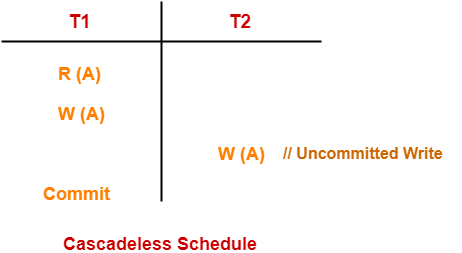 T1 T2
R (A)
W (A)
W (A) // Uncommitted Write
Commit
Cascadeless Schedule